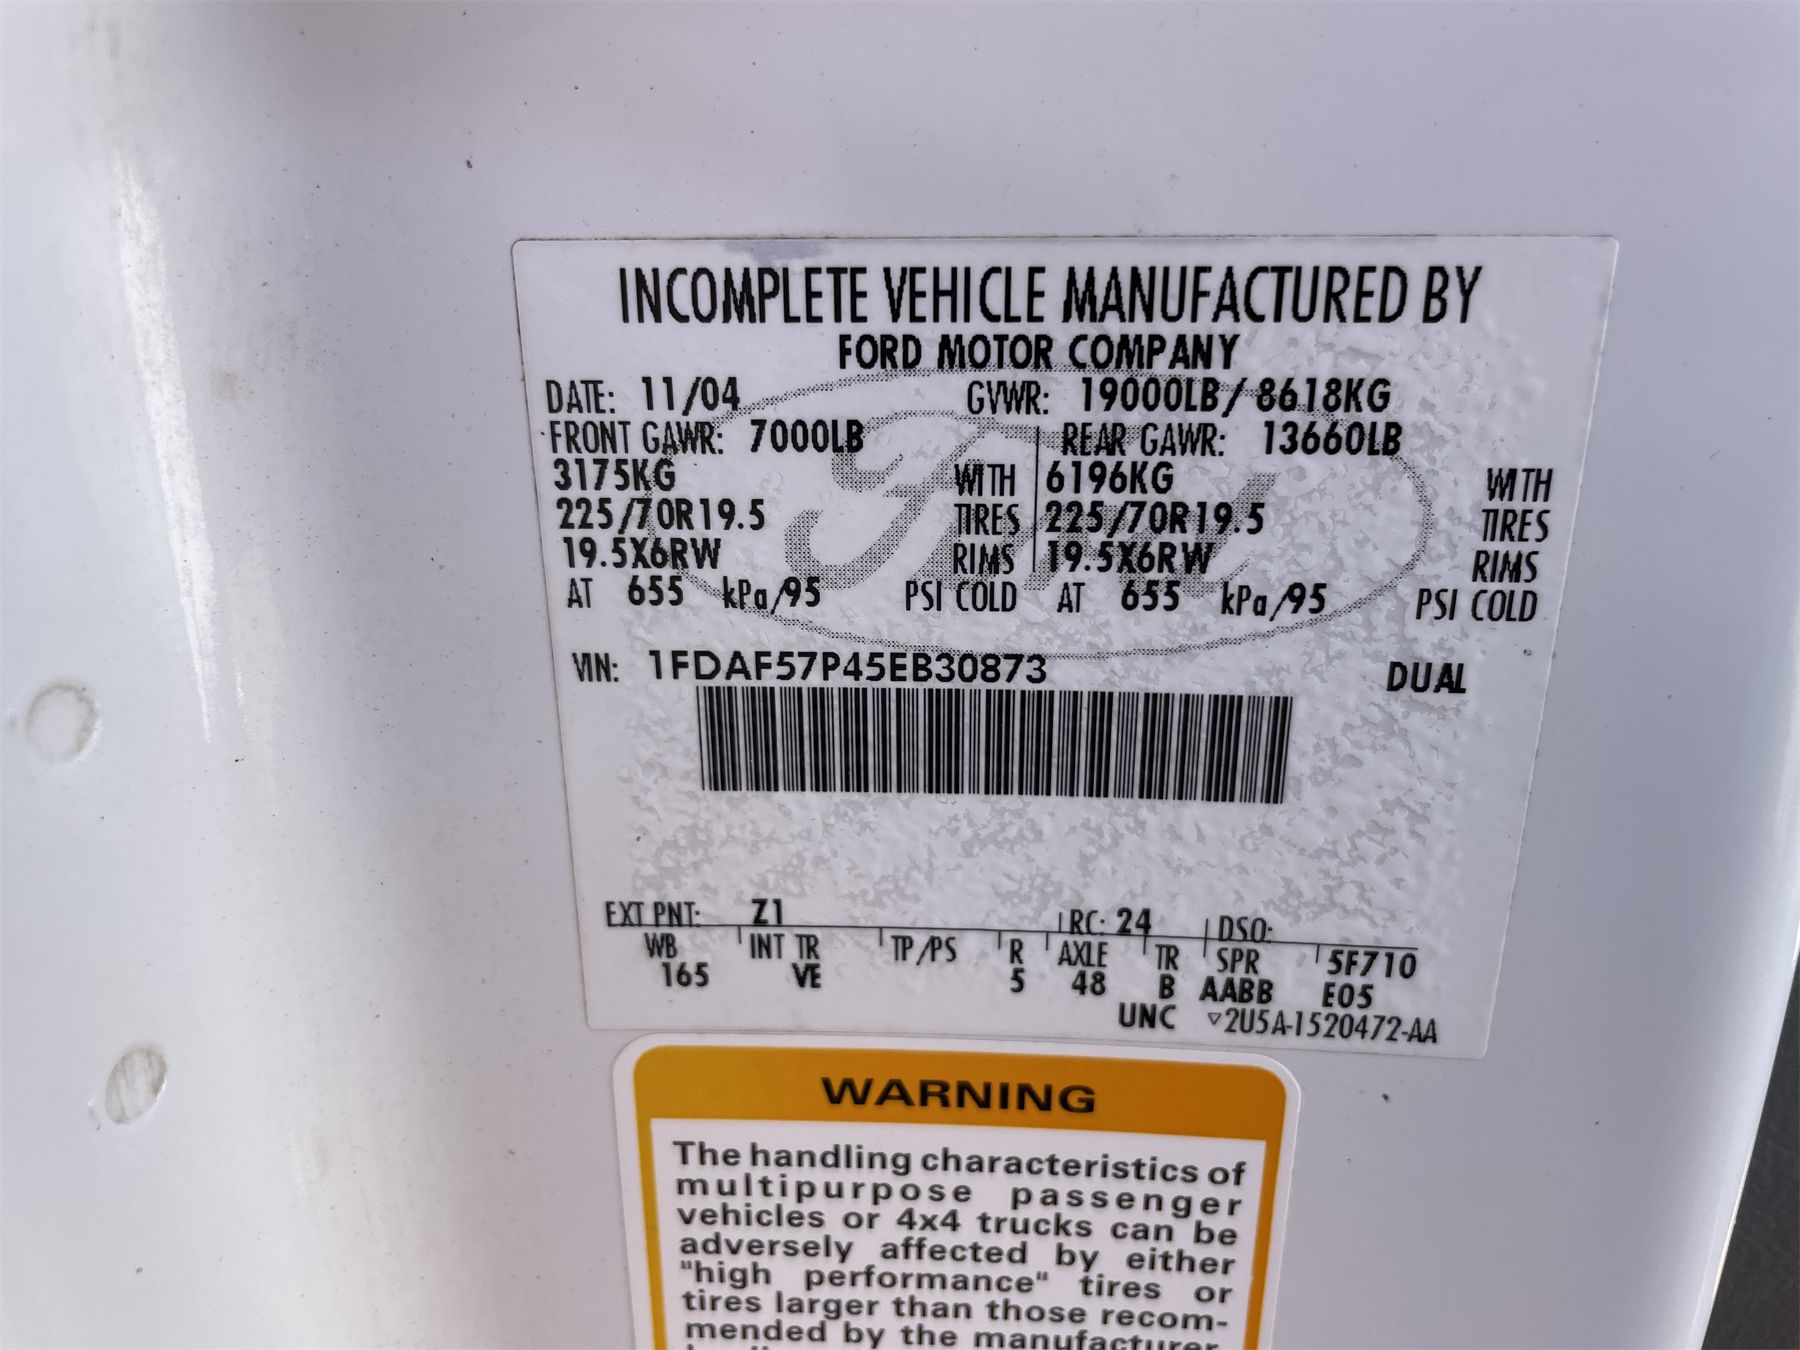 INCOMPLETE VEHICLE MANUFACTURED BY
FORD MOTOR COMPANY
DATE: 11/04 GVWR: 19000LB/ 8618KG
FRONT GAWR: 7000LB REAR GAWR: 13660LB
3175KG WITH 6196KG WITH
225/70R19.5 TIRES 225/70R19.5 TIRES
19.5X6RW RIMS 19.5X6RW RIMS
AT 655 kPa/95 PSI COLD AT 655 kPa/95 PSI COLD
VIN: 1FDAF57P45EB30873 DUAL
EXT PNT: Z1 RC: 24 DSO:
WB INT TR TP/PS R AXLE TR SPR 5F710
165 VE 5 48 B AABB E05
UNC ▽2U5A-1520472-AA
WARNING
The handling characteristics of
multipurpose passenger
vehicles or 4x4 trucks can be
adversely affected by either
"high performance" tires or
tires larger than those recom-
mended by the manufacturer